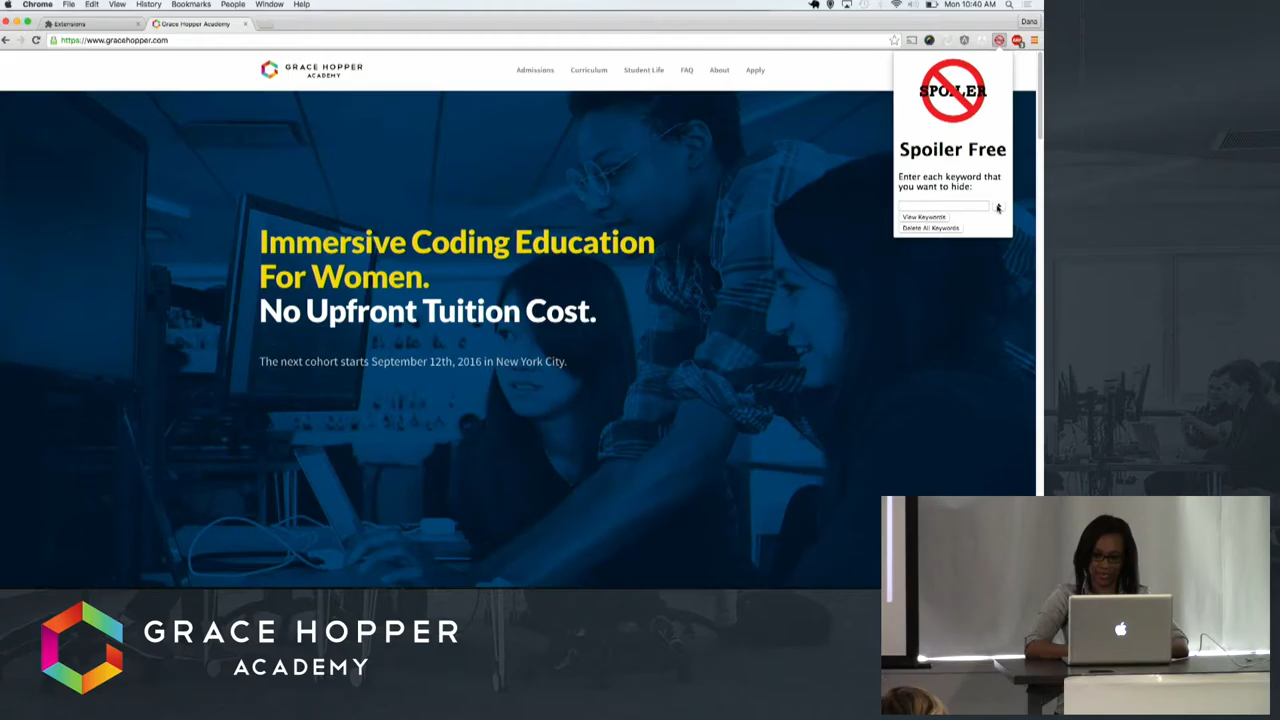 Chrome File Edit View History Bookmarks People Window Help
Mon 10:40 AM
Extensions
Grace Hopper Academy
Dana
https://www.gracehopper.com
GRACE HOPPER
ACADEMY
Admissions Curriculum Student Life FAQ About Apply
SPOILER
Spoiler Free
Enter each keyword that
you want to hide:
View Keywords
Delete All Keywords
Immersive Coding Education
For Women.
No Upfront Tuition Cost.
The next cohort starts September 12th, 2016 in New York City.
GRACE HOPPER
ACADEMY